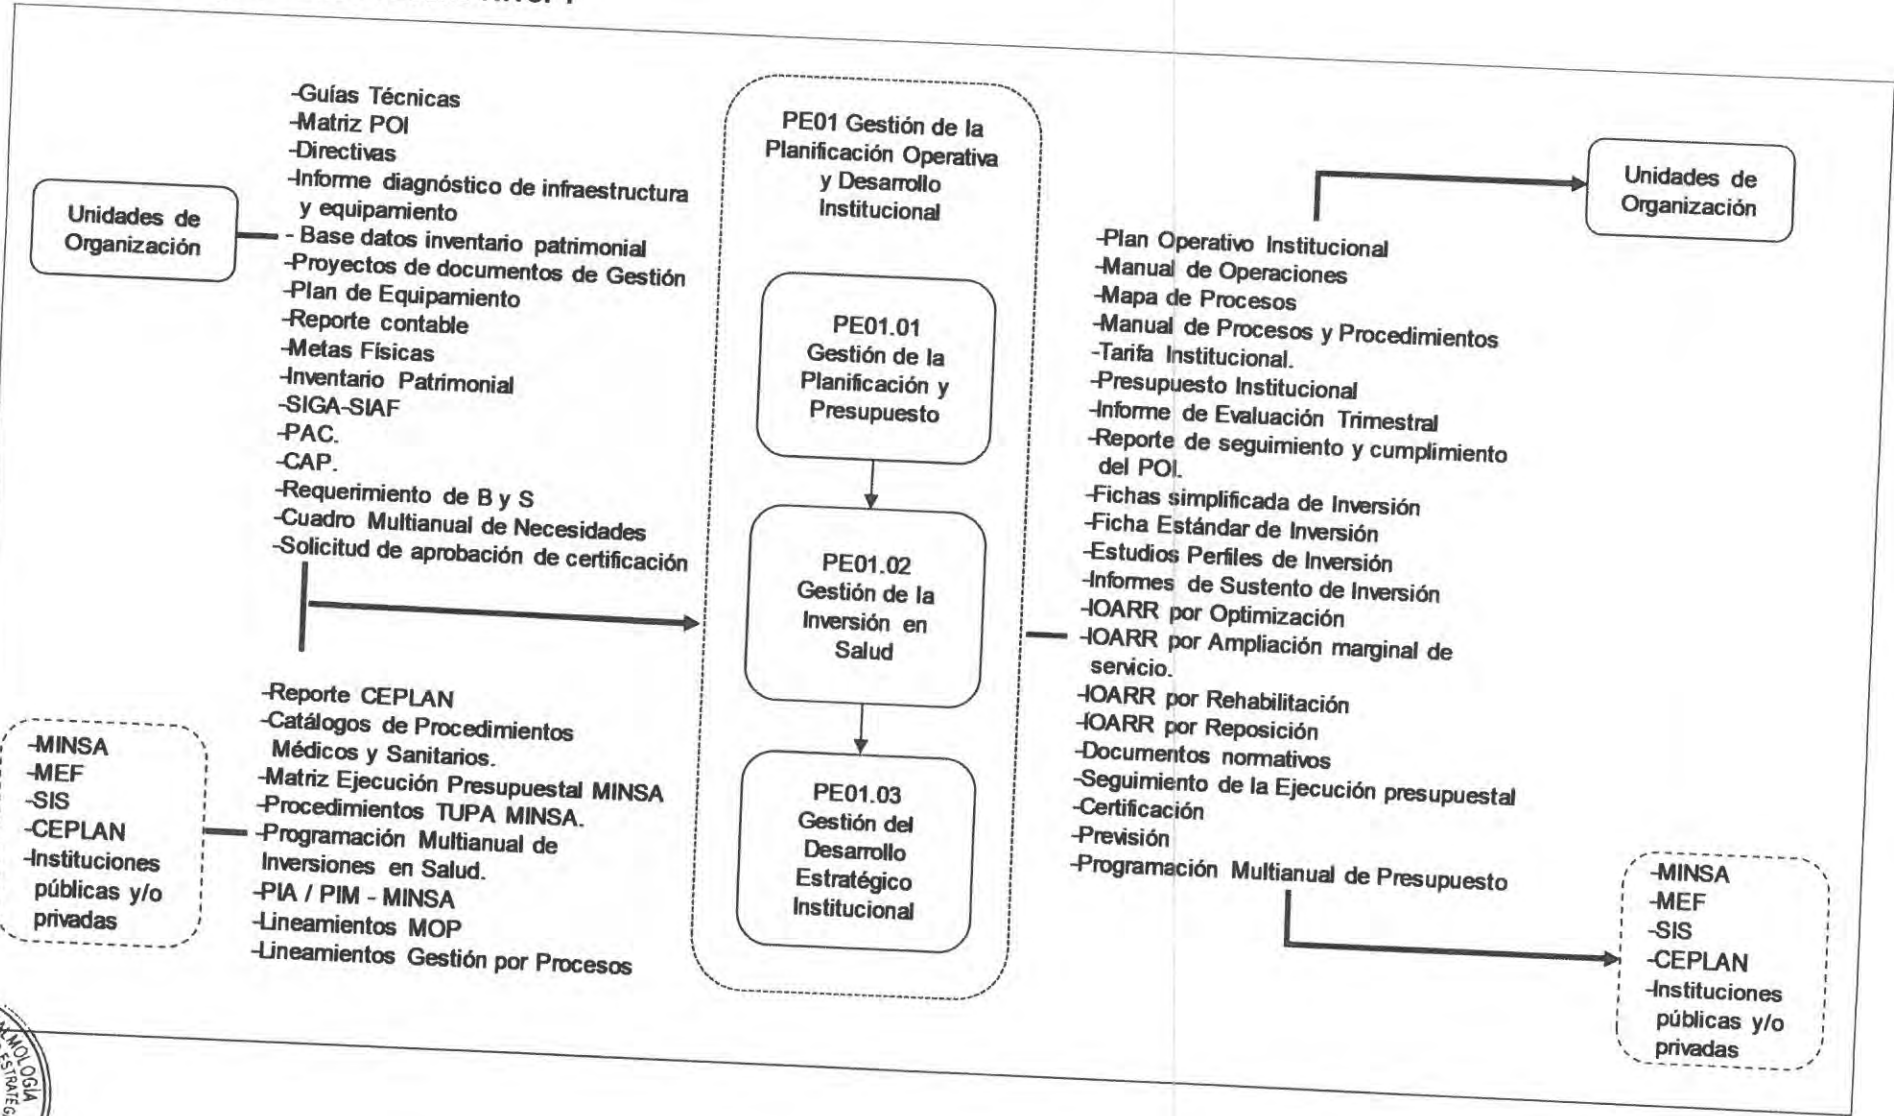 Unidades de
Organización
-Guías Técnicas
-Matriz POI
-Directivas
-Informe diagnóstico de infraestructura
y equipamiento
- Base datos inventario patrimonial
-Proyectos de documentos de Gestión
-Plan de Equipamiento
-Reporte contable
-Metas Físicas
-Inventario Patrimonial
-SIGA-SIAF
-PAC.
-CAP.
-Requerimiento de B y S
-Cuadro Multianual de Necesidades
-Solicitud de aprobación de certificación
-MINSA
-MEF
-SIS
-CEPLAN
-Instituciones
públicas y/o
privadas
-Reporte CEPLAN
-Catálogos de Procedimientos
Médicos y Sanitarios.
-Matriz Ejecución Presupuestal MINSA
-Procedimientos TUPA MINSA.
-Programación Multianual de
Inversiones en Salud.
-PIA / PIM - MINSA
-Lineamientos MOP
-Lineamientos Gestión por Procesos
PE01 Gestión de la
Planificación Operativa
y Desarrollo
Institucional
PE01.01
Gestión de la
Planificación y
Presupuesto
PE01.02
Gestión de la
Inversión en
Salud
PE01.03
Gestión del
Desarrollo
Estratégico
Institucional
-Plan Operativo Institucional
-Manual de Operaciones
-Mapa de Procesos
-Manual de Procesos y Procedimientos
-Tarifa Institucional.
-Presupuesto Institucional
-Informe de Evaluación Trimestral
-Reporte de seguimiento y cumplimiento
del POI.
-Fichas simplificada de Inversión
-Ficha Estándar de Inversión
-Estudios Perfiles de Inversión
-Informes de Sustento de Inversión
-IOARR por Optimización
-IOARR por Ampliación marginal de
servicio.
-IOARR por Rehabilitación
-IOARR por Reposición
-Documentos normativos
-Seguimiento de la Ejecución presupuestal
-Certificación
-Previsión
-Programación Multianual de Presupuesto
Unidades de
Organización
-MINSA
-MEF
-SIS
-CEPLAN
-Instituciones
públicas y/o
privadas